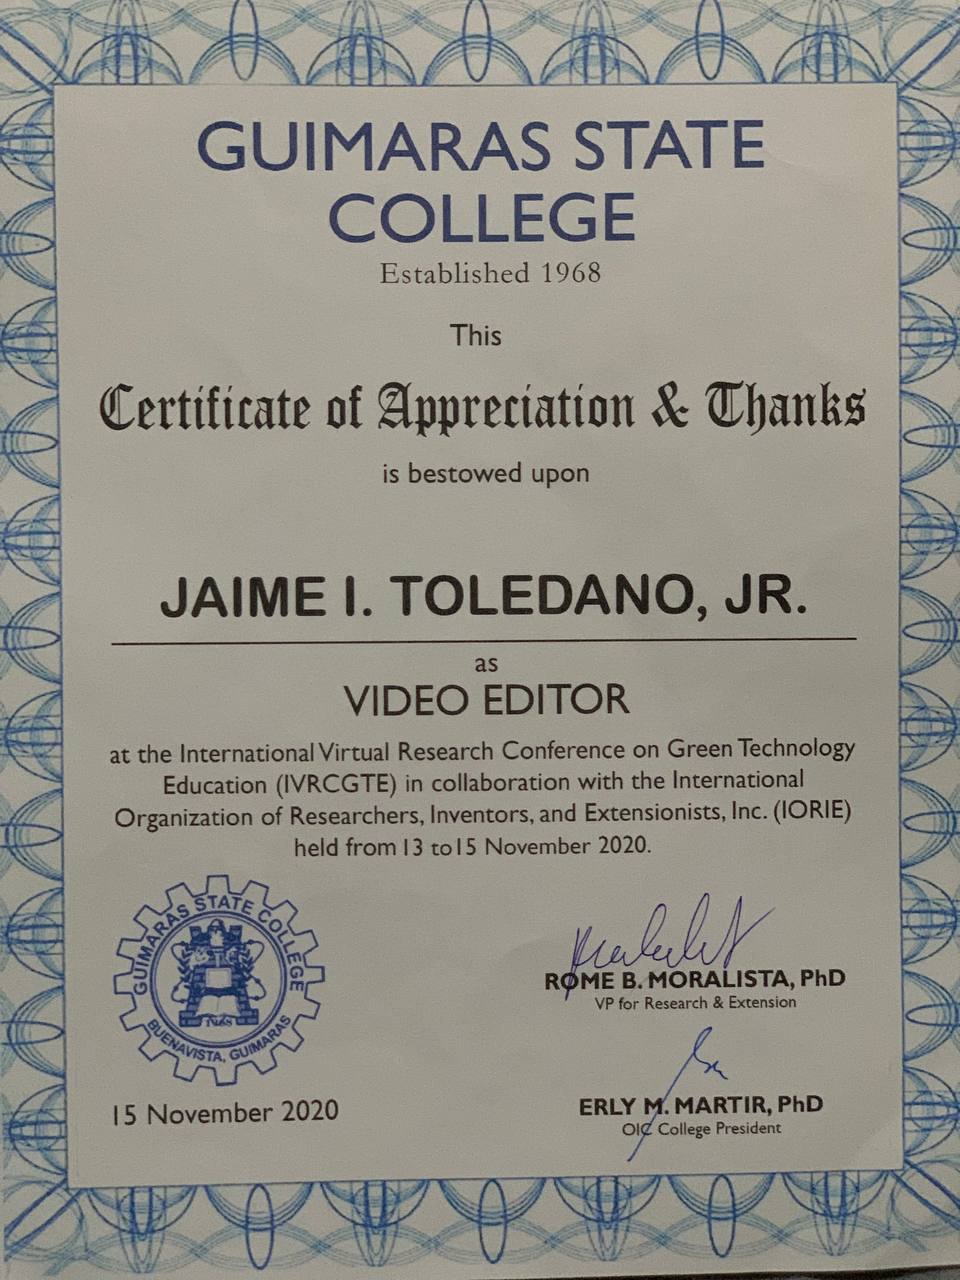 GUIMARAS STATE
COLLEGE
Established 1968
This
Certificate of Appreciation & Thanks
is bestowed upon
JAIME I. TOLEDANO, JR.
as
VIDEO EDITOR
at the International Virtual Research Conference on Green Technology
Education (IVRCGTE) in collaboration with the International
Organization of Researchers, Inventors, and Extensionists, Inc. (IORIE)
held from 13 to15 November 2020.
GUIMARAS STATE COLLEGE
1968
BUENAVISTA, GUIMARAS
15 November 2020
ROME B. MORALISTA, PhD
VP for Research & Extension
ERLY M. MARTIR, PhD
OIC College President